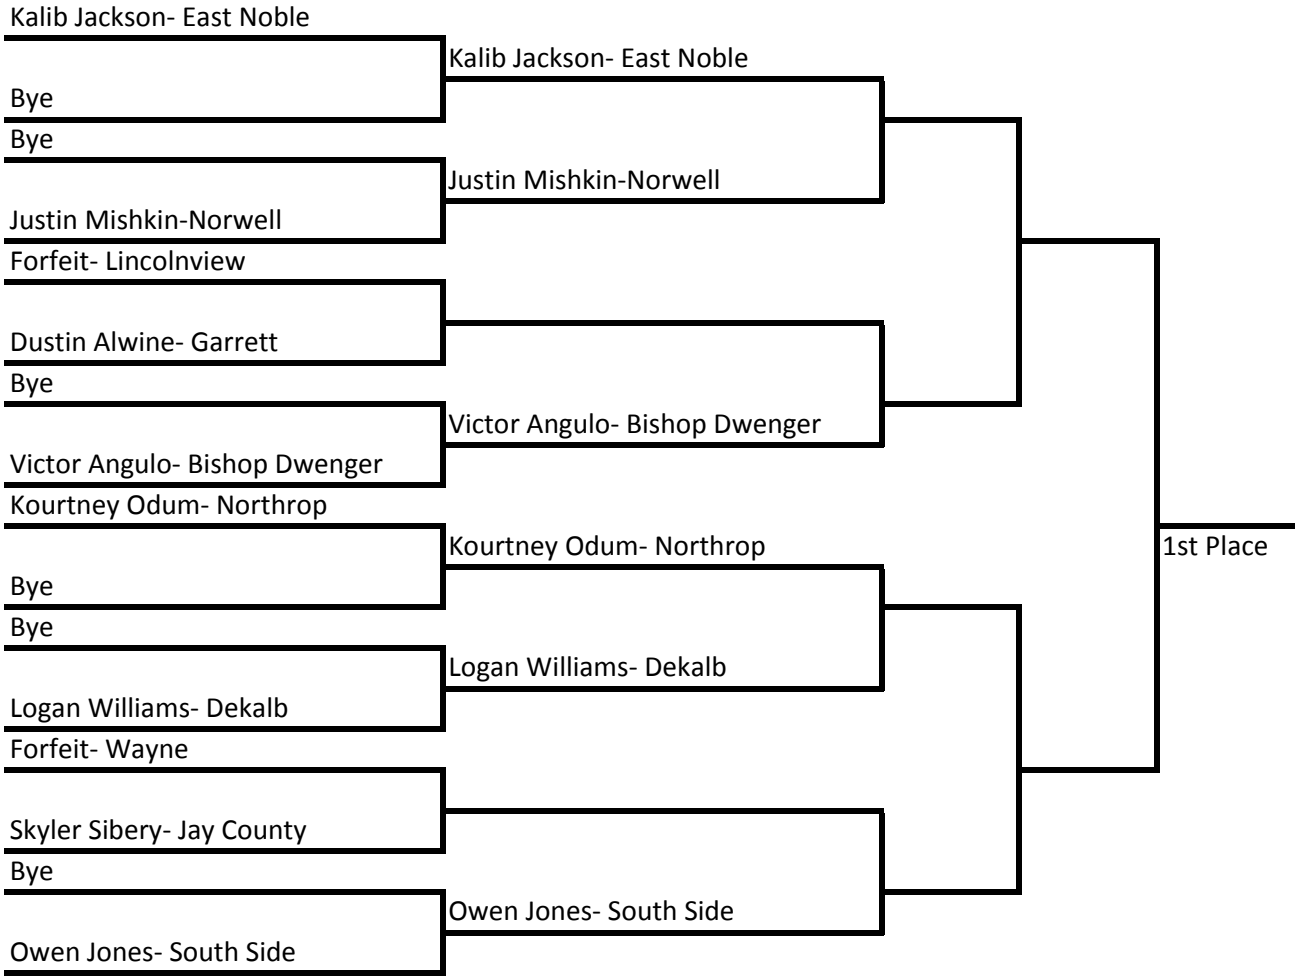 Kalib Jackson- East Noble
Kalib Jackson- East Noble
Bye
Bye
Justin Mishkin-Norwell
Justin Mishkin-Norwell
Forfeit- Lincolnview
Dustin Alwine- Garrett
Bye
Victor Angulo- Bishop Dwenger
Victor Angulo- Bishop Dwenger
Kourtney Odum- Northrop
Kourtney Odum- Northrop
1st Place
Bye
Bye
Logan Williams- Dekalb
Logan Williams- Dekalb
Forfeit- Wayne
Skyler Sibery- Jay County
Bye
Owen Jones- South Side
Owen Jones- South Side